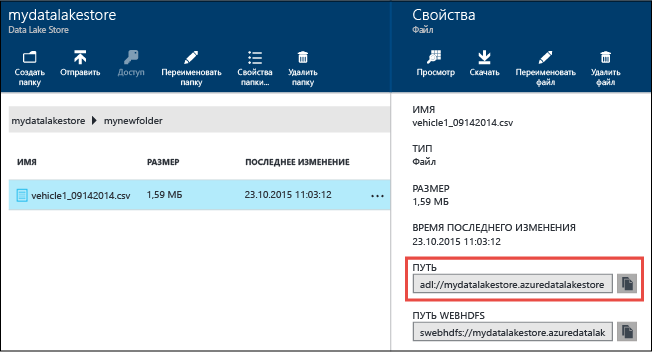 mydatalakestore
Data Lake Store
Создать папку
Отправить
Доступ
Переименовать папку
Свойства папки...
Удалить папку
mydatalakestore ▶ mynewfolder
ИМЯ РАЗМЕР ПОСЛЕДНЕЕ ИЗМЕНЕНИЕ
vehicle1_09142014.csv 1,59 МБ 23.10.2015 11:03:12 ...
Свойства
Файл
Просмотр
Скачать
Переименовать файл
Удалить файл
ИМЯ
vehicle1_09142014.csv
ТИП
Файл
РАЗМЕР
1,59 МБ
ВРЕМЯ ПОСЛЕДНЕГО ИЗМЕНЕНИЯ
23.10.2015 11:03:12
ПУТЬ
adl://mydatalakestore.azuredatalakestore
ПУТЬ WEBHDFS
swebhdfs://mydatalakestore.azuredatalak